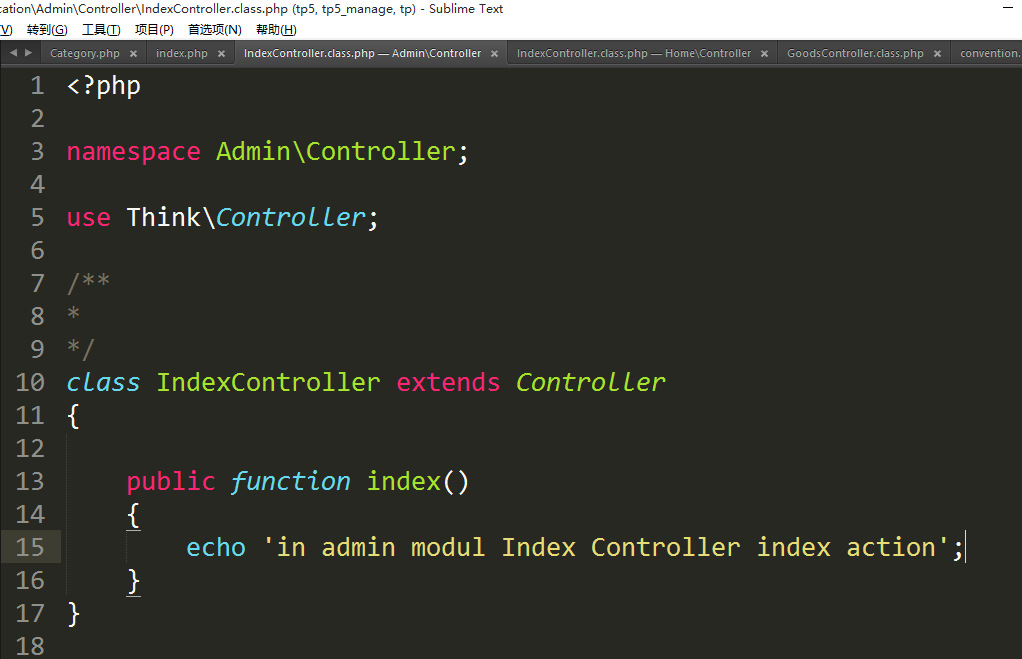 cation\Admin\Controller\IndexController.class.php (tp5, tp5_manage, tp) - Sublime Text
V) 转到(G) 工具(T) 项目(P) 首选项(N) 帮助(H)
Category.php × index.php × IndexController.class.php — Admin\Controller × IndexController.class.php — Home\Controller × GoodsController.class.php × convention.
1 <?php
2
3 namespace Admin\Controller;
4
5 use Think\Controller;
6
7 /**
8 *
9 */
10 class IndexController extends Controller
11 {
12
13 public function index()
14 {
15 echo 'in admin modul Index Controller index action';
16 }
17 }
18